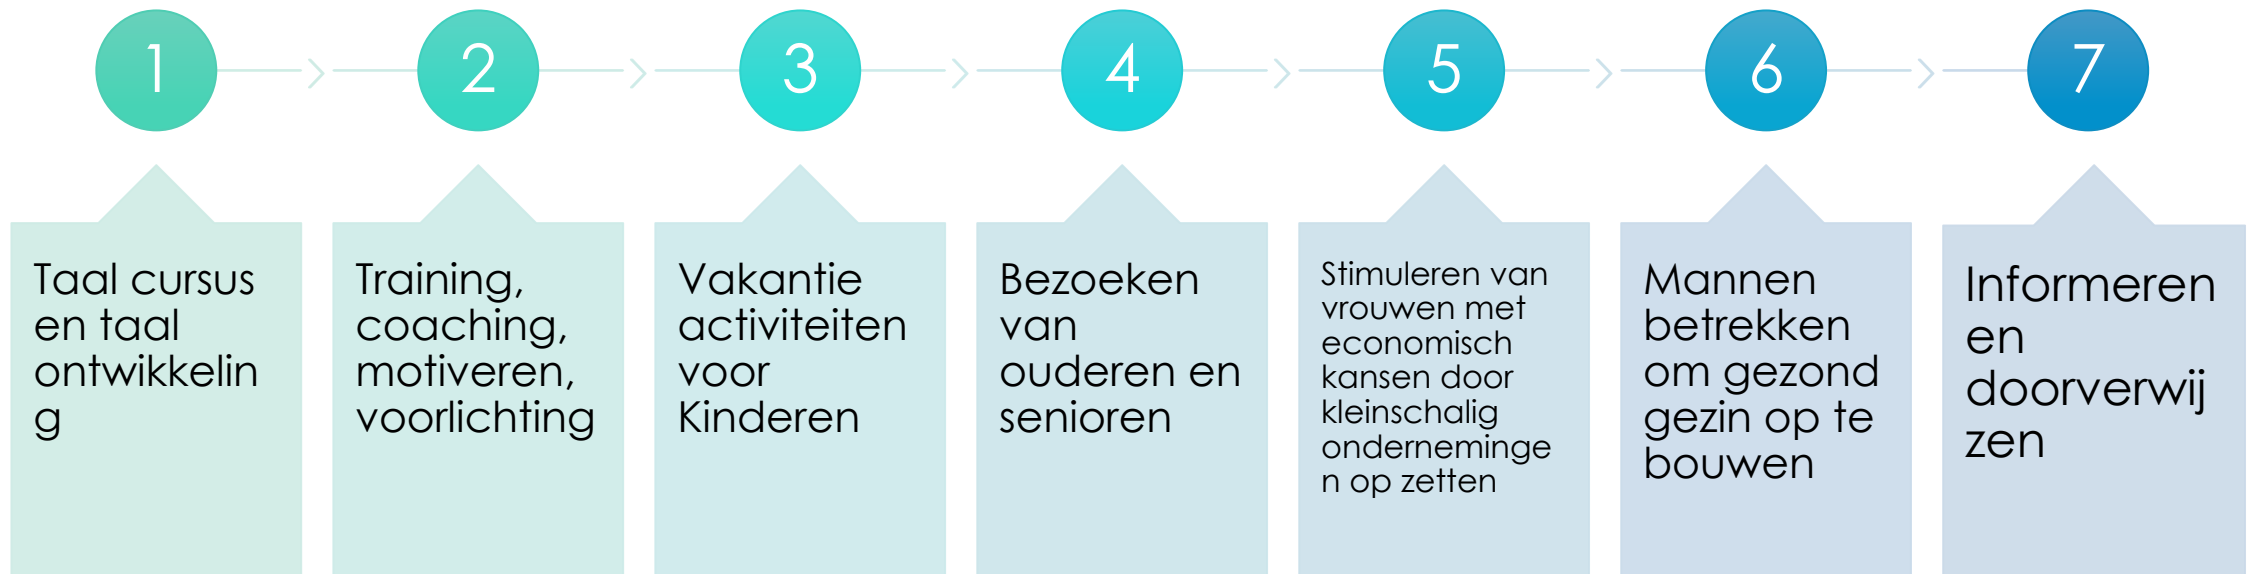 1
2
3
4
5
6
7
Taal cursus
en taal
ontwikkelin
g
Training,
coaching,
motiveren,
voorlichting
Vakantie
activiteiten
voor
Kinderen
Bezoeken
van
ouderen en
senioren
Stimuleren van
vrouwen met
economisch
kansen door
kleinschalig
onderneminge
n op zetten
Mannen
betrekken
om gezond
gezin op te
bouwen
Informeren
en
doorverwij
zen